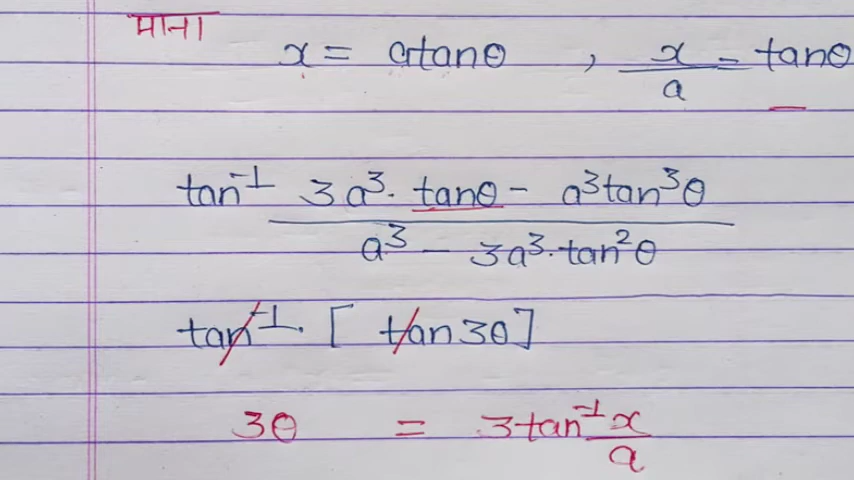 माना
x = a tanθ , x/a = tanθ
tan⁻¹ (3a³· tanθ − a³tan³θ)/(a³ − 3a³·tan²θ)
tan⁻¹· [ tan3θ]
3θ = 3tan⁻¹ x/a